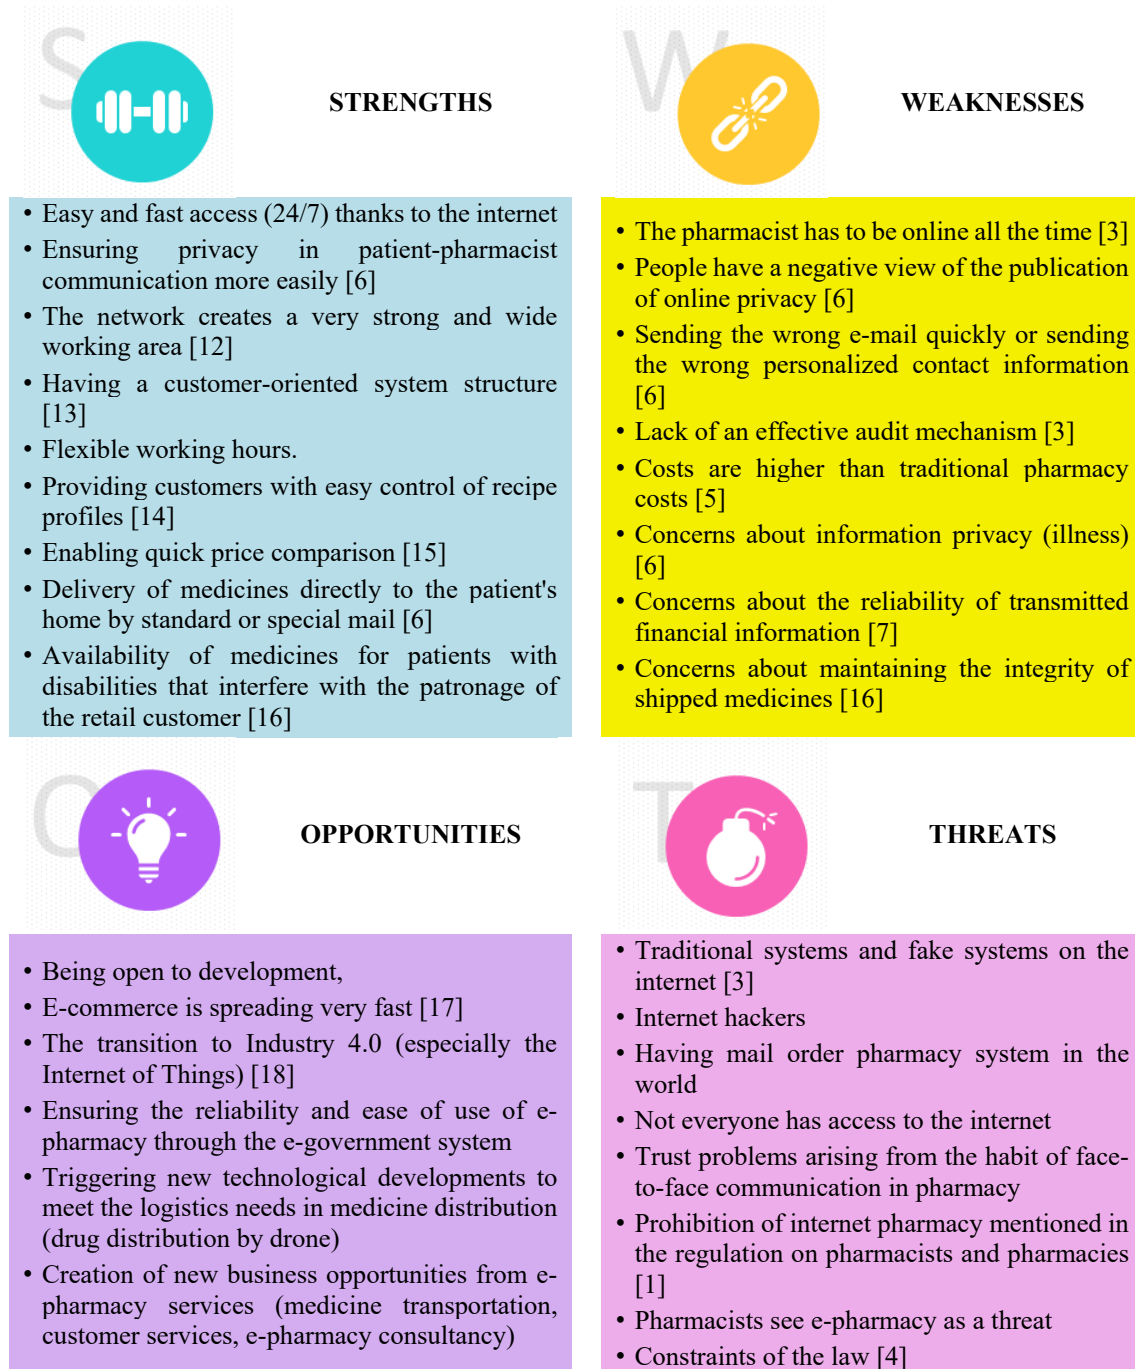 S
STRENGTHS
• Easy and fast access (24/7) thanks to the internet
• Ensuring privacy in patient-pharmacist
communication more easily [6]
• The network creates a very strong and wide
working area [12]
• Having a customer-oriented system structure
[13]
• Flexible working hours.
• Providing customers with easy control of recipe
profiles [14]
• Enabling quick price comparison [15]
• Delivery of medicines directly to the patient's
home by standard or special mail [6]
• Availability of medicines for patients with
disabilities that interfere with the patronage of
the retail customer [16]
W
WEAKNESSES
• The pharmacist has to be online all the time [3]
• People have a negative view of the publication
of online privacy [6]
• Sending the wrong e-mail quickly or sending
the wrong personalized contact information
[6]
• Lack of an effective audit mechanism [3]
• Costs are higher than traditional pharmacy
costs [5]
• Concerns about information privacy (illness)
[6]
• Concerns about the reliability of transmitted
financial information [7]
• Concerns about maintaining the integrity of
shipped medicines [16]
O
OPPORTUNITIES
• Being open to development,
• E-commerce is spreading very fast [17]
• The transition to Industry 4.0 (especially the
Internet of Things) [18]
• Ensuring the reliability and ease of use of e-
pharmacy through the e-government system
• Triggering new technological developments to
meet the logistics needs in medicine distribution
(drug distribution by drone)
• Creation of new business opportunities from e-
pharmacy services (medicine transportation,
customer services, e-pharmacy consultancy)
T
THREATS
• Traditional systems and fake systems on the
internet [3]
• Internet hackers
• Having mail order pharmacy system in the
world
• Not everyone has access to the internet
• Trust problems arising from the habit of face-
to-face communication in pharmacy
• Prohibition of internet pharmacy mentioned in
the regulation on pharmacists and pharmacies
[1]
• Pharmacists see e-pharmacy as a threat
• Constraints of the law [4]